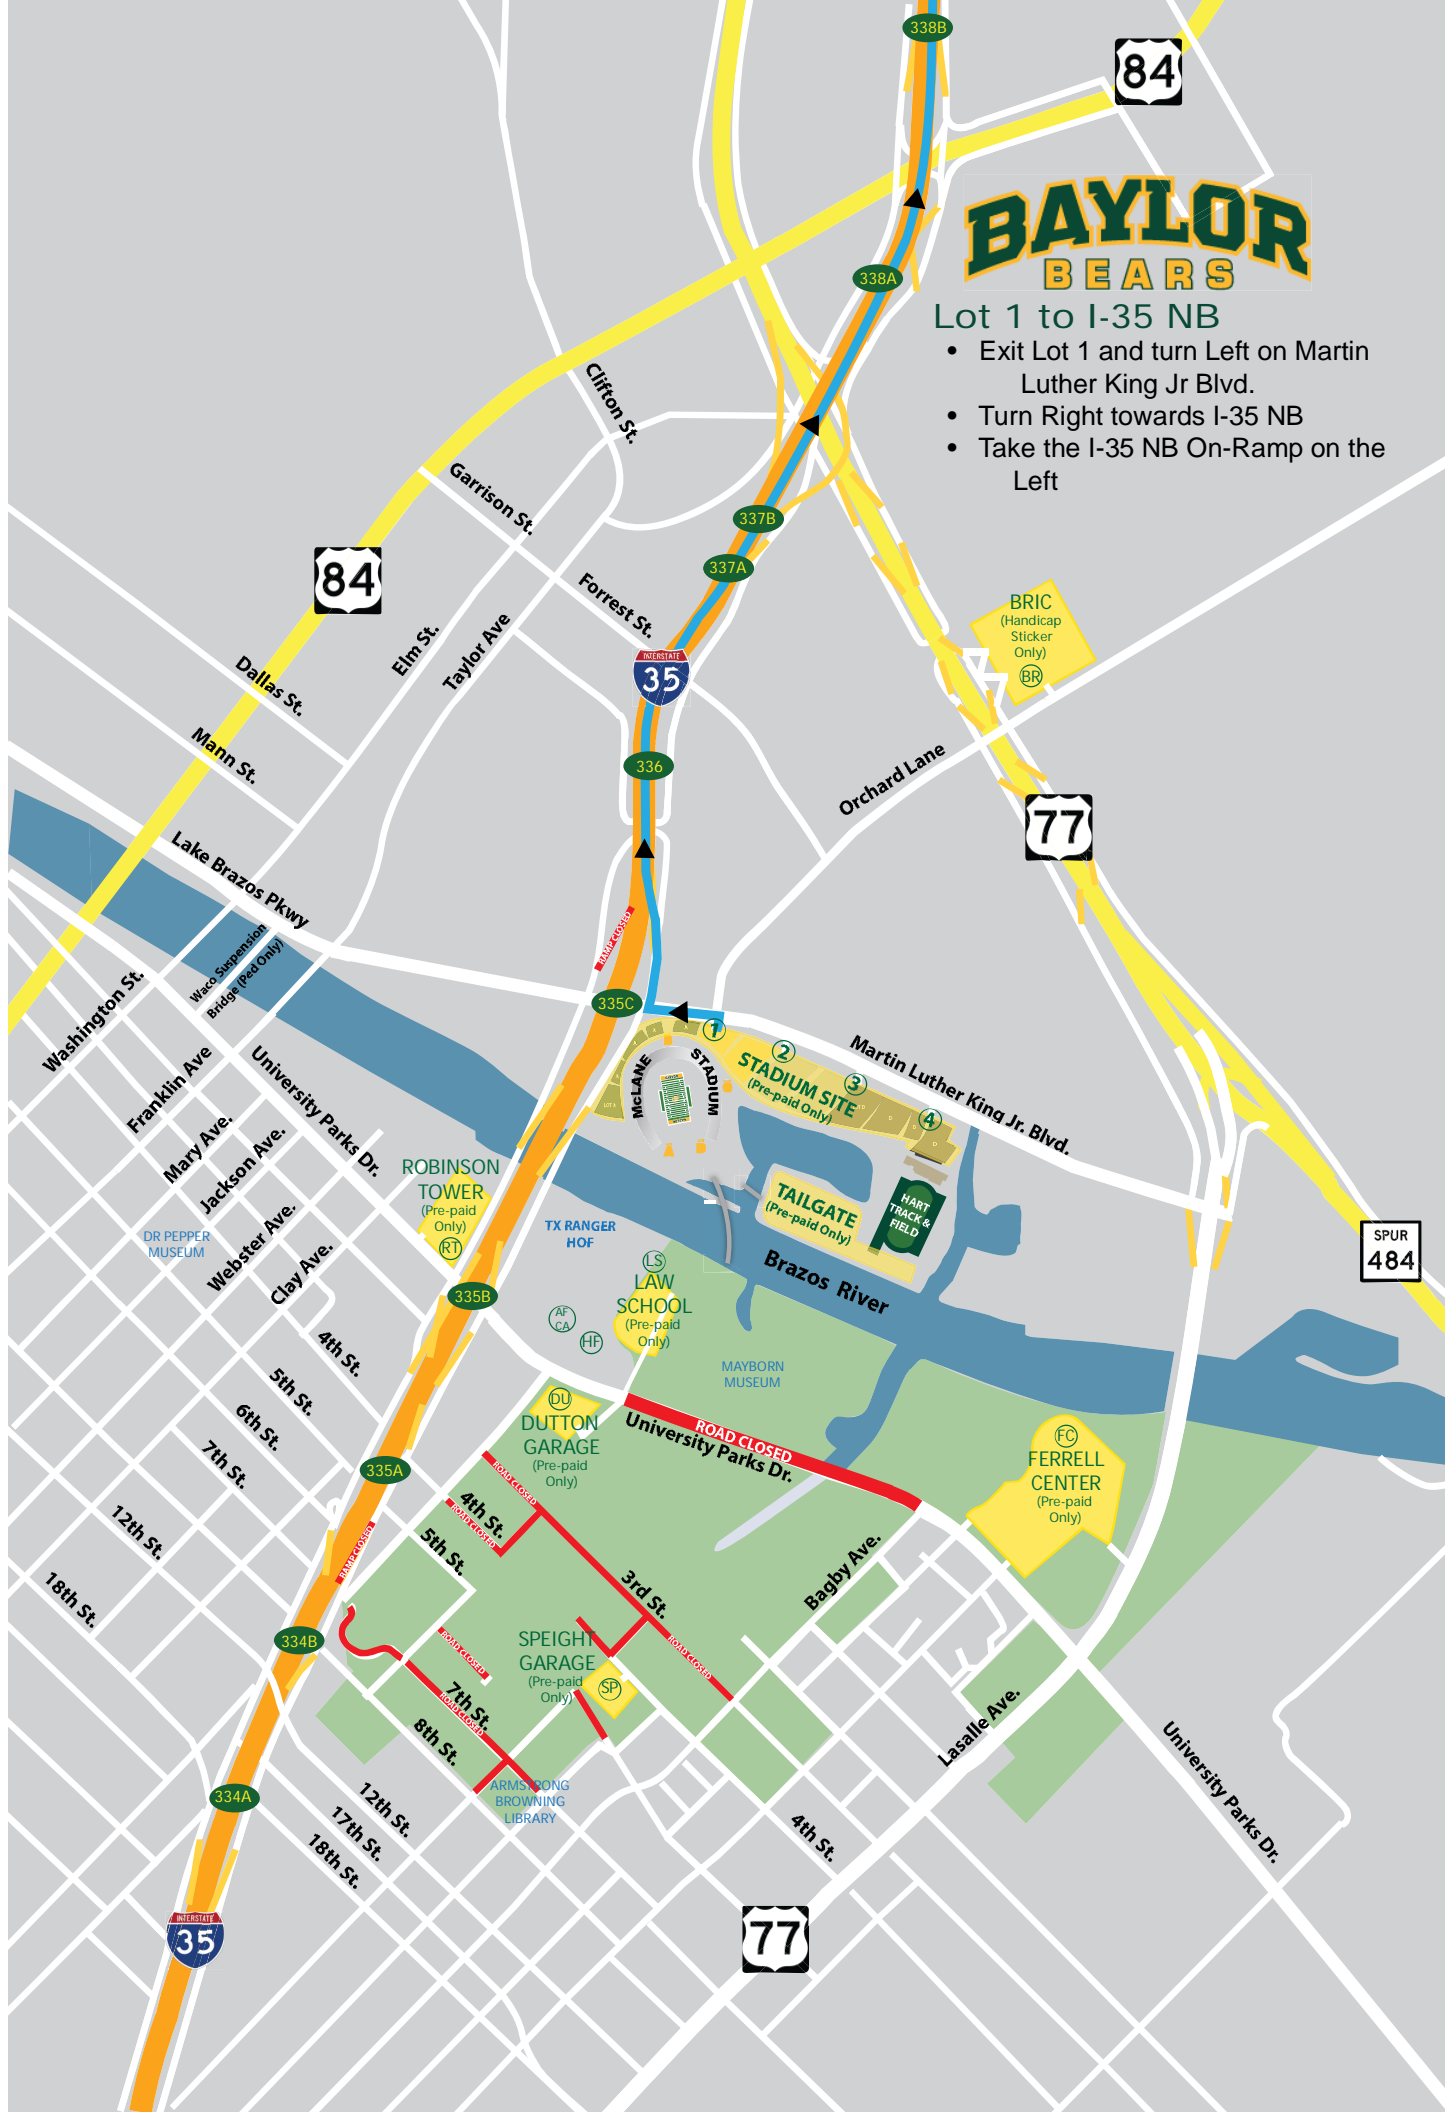 338B
84
BAYLOR
BEARS
338A
Lot 1 to I-35 NB
• Exit Lot 1 and turn Left on Martin
Luther King Jr Blvd.
• Turn Right towards I-35 NB
• Take the I-35 NB On-Ramp on the
Left
Clifton St.
Garrison St.
337B
337A
84
Forrest St.
BRIC
(Handicap
Sticker
Only)
BR
Elm St.
Taylor Ave
INTERSTATE
35
Dallas St.
Mann St.
336
Orchard Lane
77
Lake Brazos Pkwy
RAMP CLOSED
Waco Suspension
Bridge (Ped Only)
Washington St.
335C
1
2
3
4
Martin Luther King Jr. Blvd.
McLANE
STADIUM
STADIUM SITE
(Pre-paid Only)
LOT X
Franklin Ave
University Parks Dr.
Mary Ave.
Jackson Ave.
Webster Ave.
Clay Ave.
ROBINSON
TOWER
(Pre-paid
Only)
RT
DR PEPPER
MUSEUM
TX RANGER
HOF
TAILGATE
(Pre-paid Only)
HART
TRACK &
FIELD
Brazos River
SPUR
484
335B
LS
LAW
SCHOOL
(Pre-paid
Only)
AF
CA
HF
MAYBORN
MUSEUM
4th St.
5th St.
6th St.
7th St.
12th St.
18th St.
DU
DUTTON
GARAGE
(Pre-paid
Only)
ROAD CLOSED
University Parks Dr.
FC
FERRELL
CENTER
(Pre-paid
Only)
335A
ROAD CLOSED
4th St.
ROAD CLOSED
5th St.
RAMP CLOSED
3rd St.
Bagby Ave.
334B
ROAD CLOSED
ROAD CLOSED
SPEIGHT
GARAGE
(Pre-paid
Only)
SP
7th St.
ROAD CLOSED
8th St.
Lasalle Ave.
University Parks Dr.
ARMSTRONG
BROWNING
LIBRARY
334A
12th St.
17th St.
18th St.
4th St.
INTERSTATE
35
77